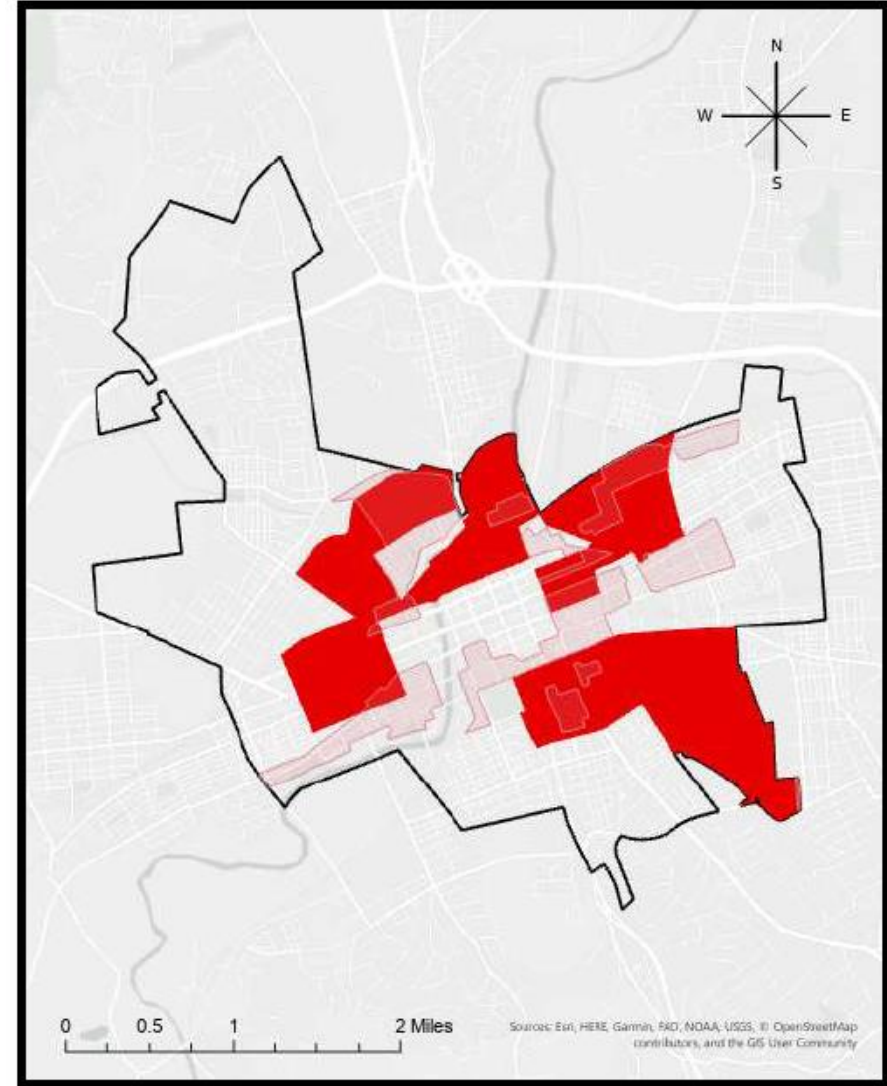 N
W E
S
0 0.5 1 2 Miles
Sources: Esri, HERE, Garmin, FAO, NOAA, USGS, © OpenStreetMap
contributors, and the GIS User Community